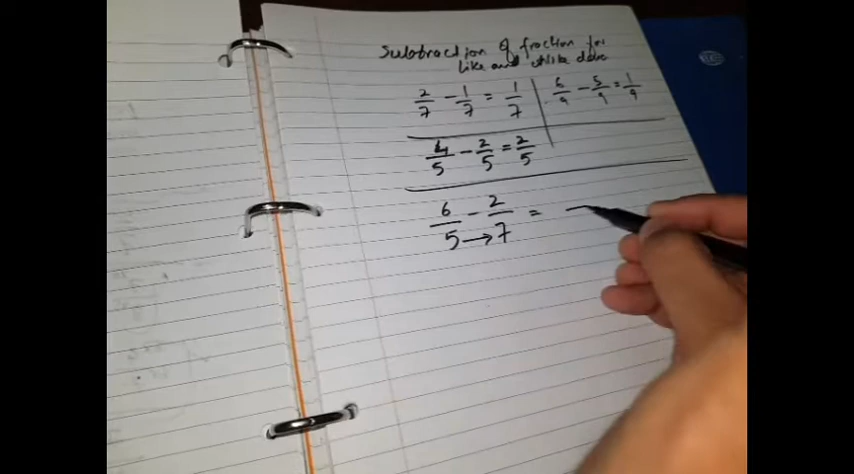 Subtraction of fraction for
like and unlike deno
2/7 - 1/7 = 1/7 | 6/9 - 5/9 = 1/9
4/5 - 2/5 = 2/5
6/5 → - 2/7 =